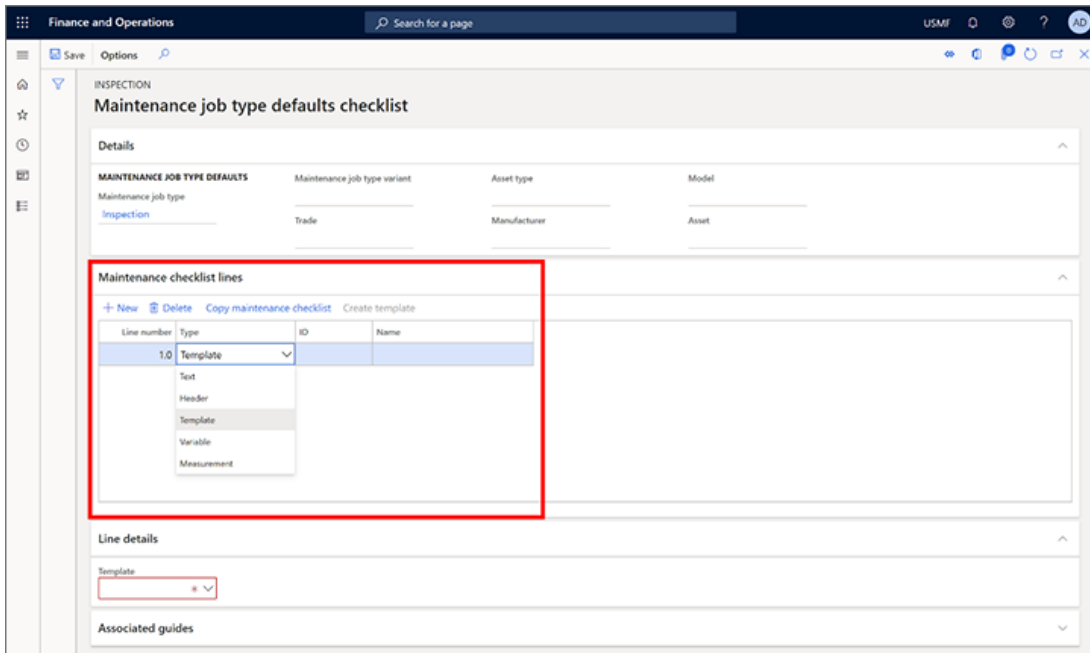 Finance and Operations Search for a page USMF ? AD
Save Options
INSPECTION
Maintenance job type defaults checklist
Details
MAINTENANCE JOB TYPE DEFAULTS Maintenance job type variant Asset type Model
Maintenance job type
Inspection
Trade Manufacturer Asset
Maintenance checklist lines
+ New Delete Copy maintenance checklist Create template
Line number Type ID Name
1.0 Template
Text
Header
Template
Variable
Measurement
Line details
Template
*
Associated guides